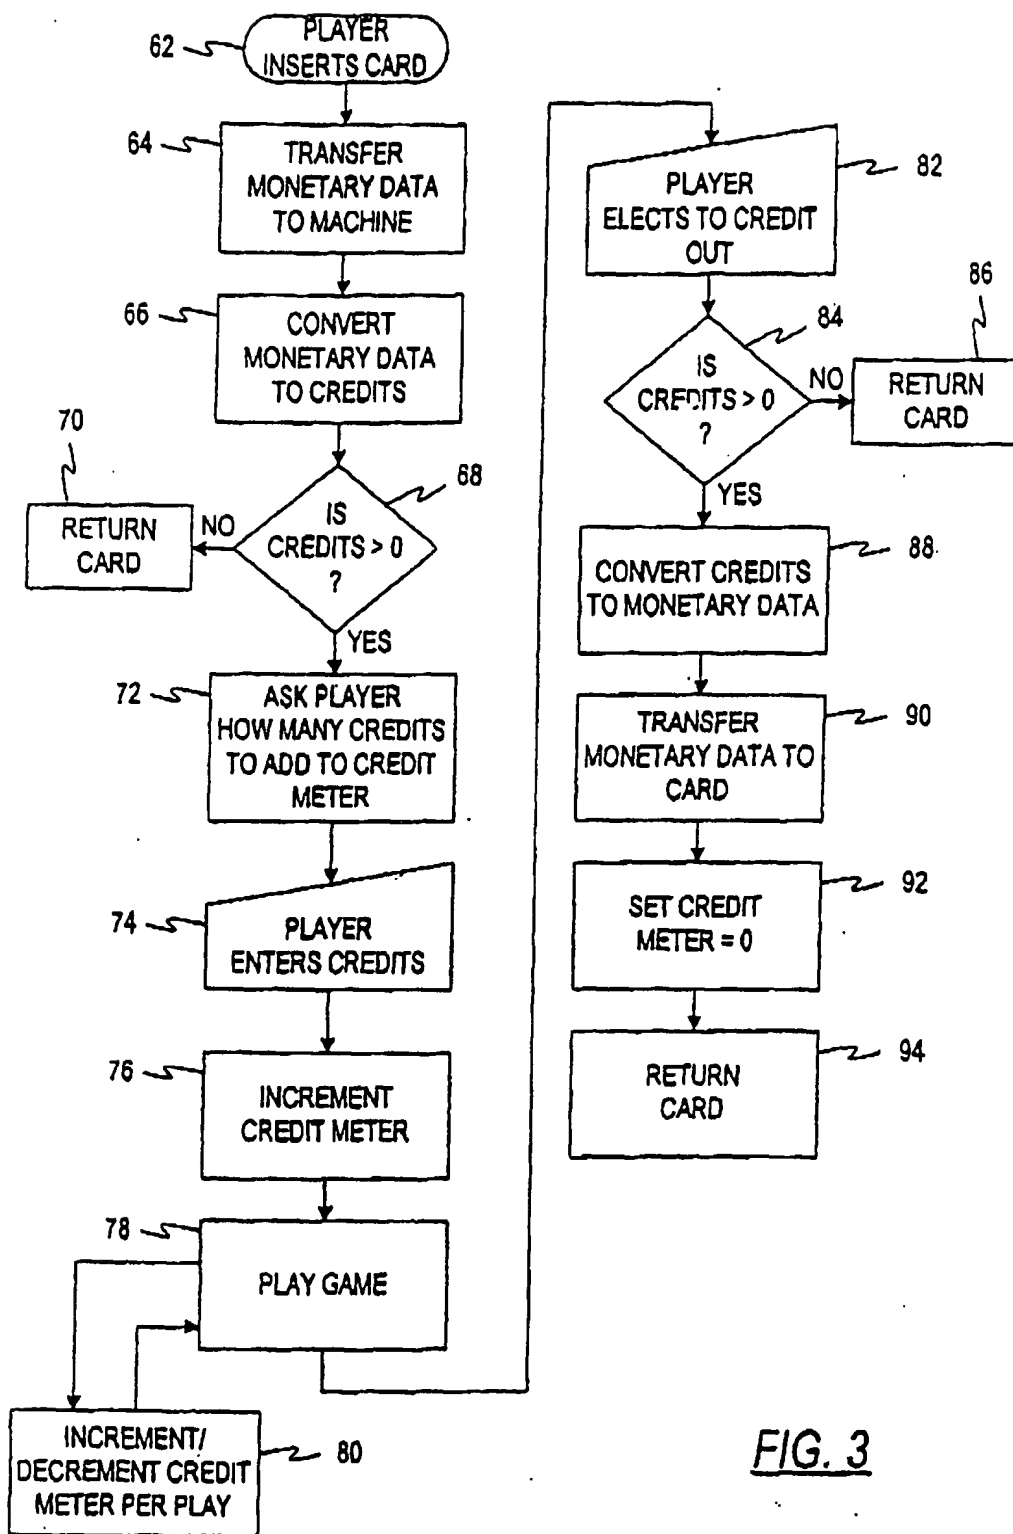 62
PLAYER
INSERTS CARD
64
TRANSFER
MONETARY DATA
TO MACHINE
66
CONVERT
MONETARY DATA
TO CREDITS
68
IS
CREDITS > 0
?
NO
70
RETURN
CARD
YES
72
ASK PLAYER
HOW MANY CREDITS
TO ADD TO CREDIT
METER
74
PLAYER
ENTERS CREDITS
76
INCREMENT
CREDIT METER
78
PLAY GAME
80
INCREMENT/
DECREMENT CREDIT
METER PER PLAY
82
PLAYER
ELECTS TO CREDIT
OUT
84
IS
CREDITS > 0
?
NO
86
RETURN
CARD
YES
88
CONVERT CREDITS
TO MONETARY DATA
90
TRANSFER
MONETARY DATA TO
CARD
92
SET CREDIT
METER = 0
94
RETURN
CARD
FIG. 3